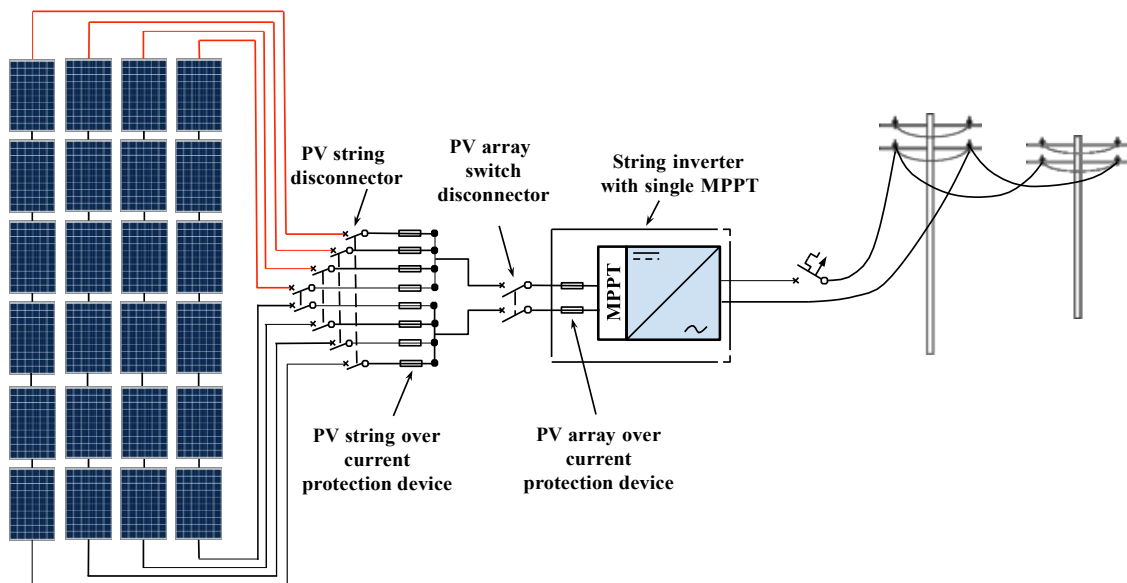 PV string
disconnector
PV array
switch
disconnector
String inverter
with single MPPT
MPPT
PV string over
current
protection device
PV array over
current
protection device